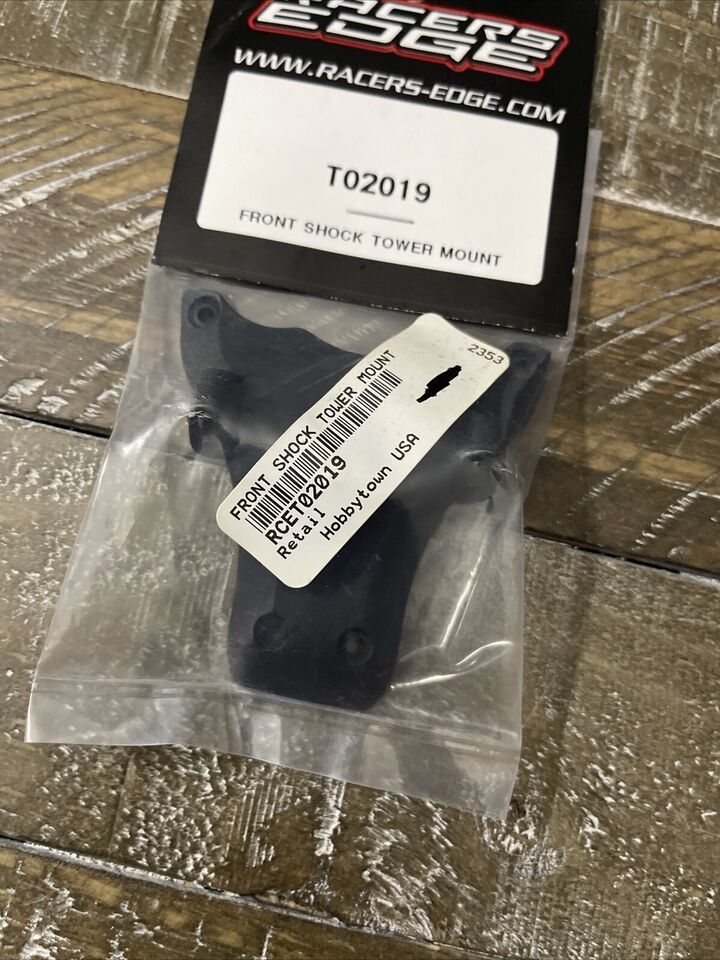 RACERS
EDGE
WWW.RACERS-EDGE.COM
T02019
FRONT SHOCK TOWER MOUNT
2353
FRONT SHOCK TOWER MOUNT
RCET02019
Retail
Hobbytown USA